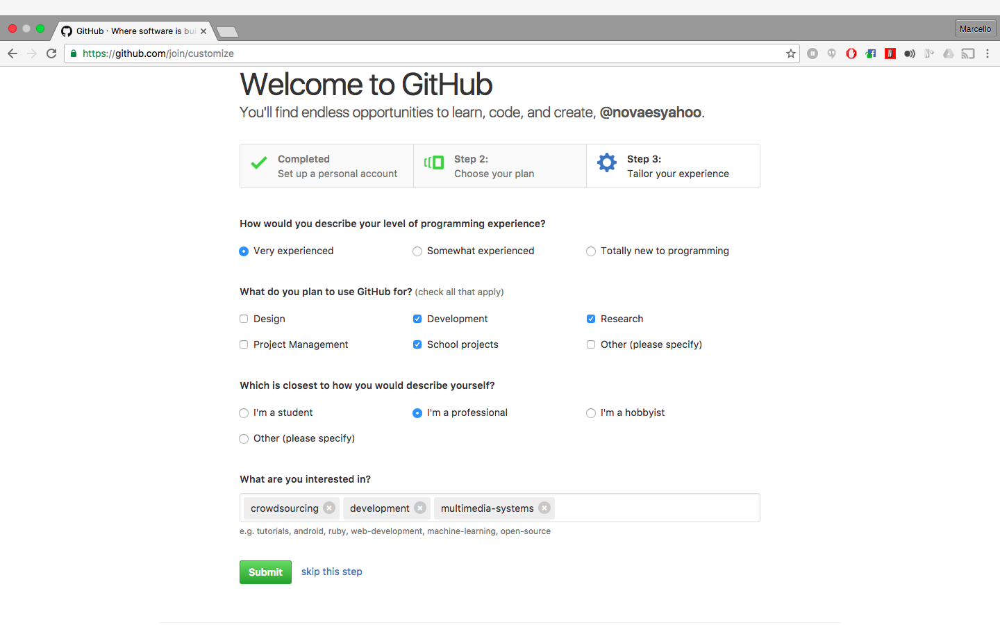 GitHub · Where software is bui
Marcello
https://github.com/join/customize
Welcome to GitHub
You'll find endless opportunities to learn, code, and create, @novaesyahoo.
Completed
Set up a personal account
Step 2:
Choose your plan
Step 3:
Tailor your experience
How would you describe your level of programming experience?
Very experienced
Somewhat experienced
Totally new to programming
What do you plan to use GitHub for? (check all that apply)
Design
Development
Research
Project Management
School projects
Other (please specify)
Which is closest to how you would describe yourself?
I'm a student
I'm a professional
I'm a hobbyist
Other (please specify)
What are you interested in?
crowdsourcing
development
multimedia-systems
e.g. tutorials, android, ruby, web-development, machine-learning, open-source
Submit
skip this step